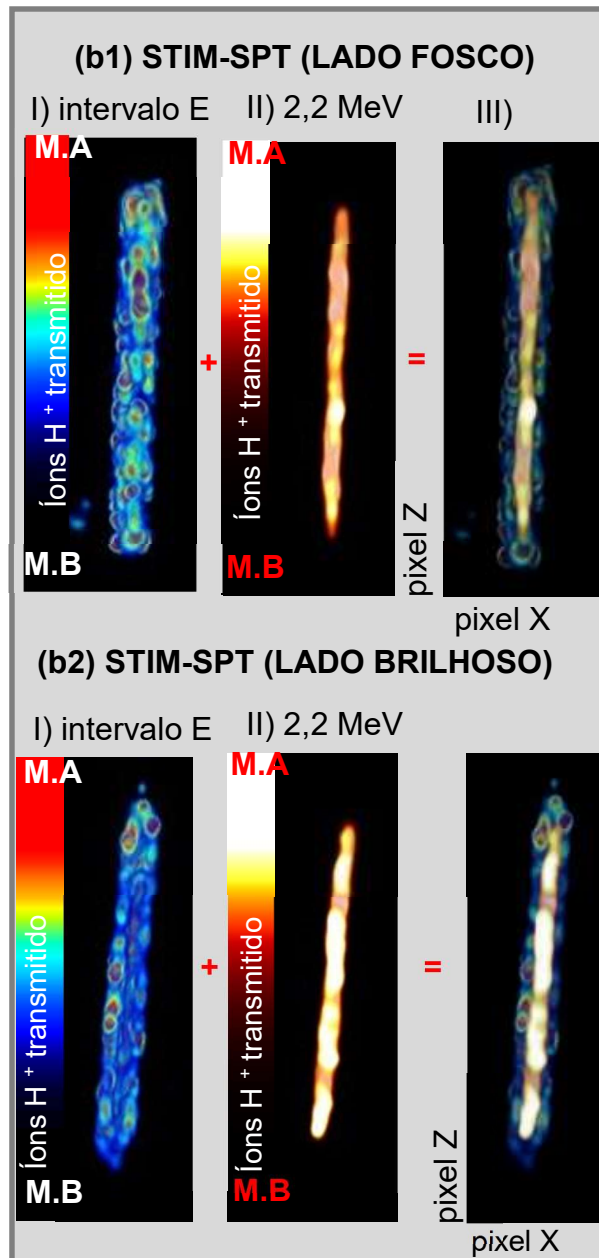 (b1) STIM-SPT (LADO FOSCO)
I) intervalo E
II) 2,2 MeV
III)
M.A
M.A
Íons H + transmitido
+
Íons H + transmitido
=
M.B
M.B
pixel Z
pixel X
(b2) STIM-SPT (LADO BRILHOSO)
I) intervalo E
II) 2,2 MeV
M.A
M.A
Íons H + transmitido
+
Íons H + transmitido
=
M.B
M.B
pixel Z
pixel X